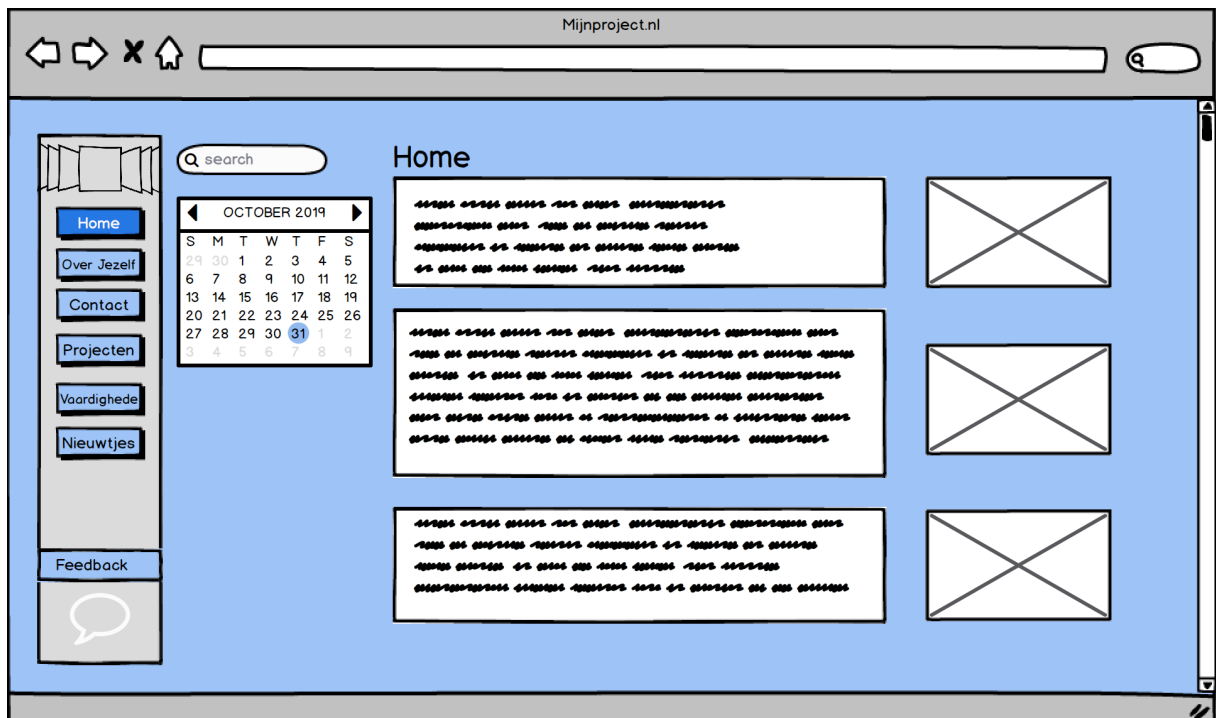 Mijnproject.nl
search
Home
Home
Over Jezelf
Contact
Projecten
Vaardighede
Nieuwtjes
Feedback
OCTOBER 2019
S M T W T F S
29 30 1 2 3 4 5
6 7 8 9 10 11 12
13 14 15 16 17 18 19
20 21 22 23 24 25 26
27 28 29 30 31 1 2
3 4 5 6 7 8 9